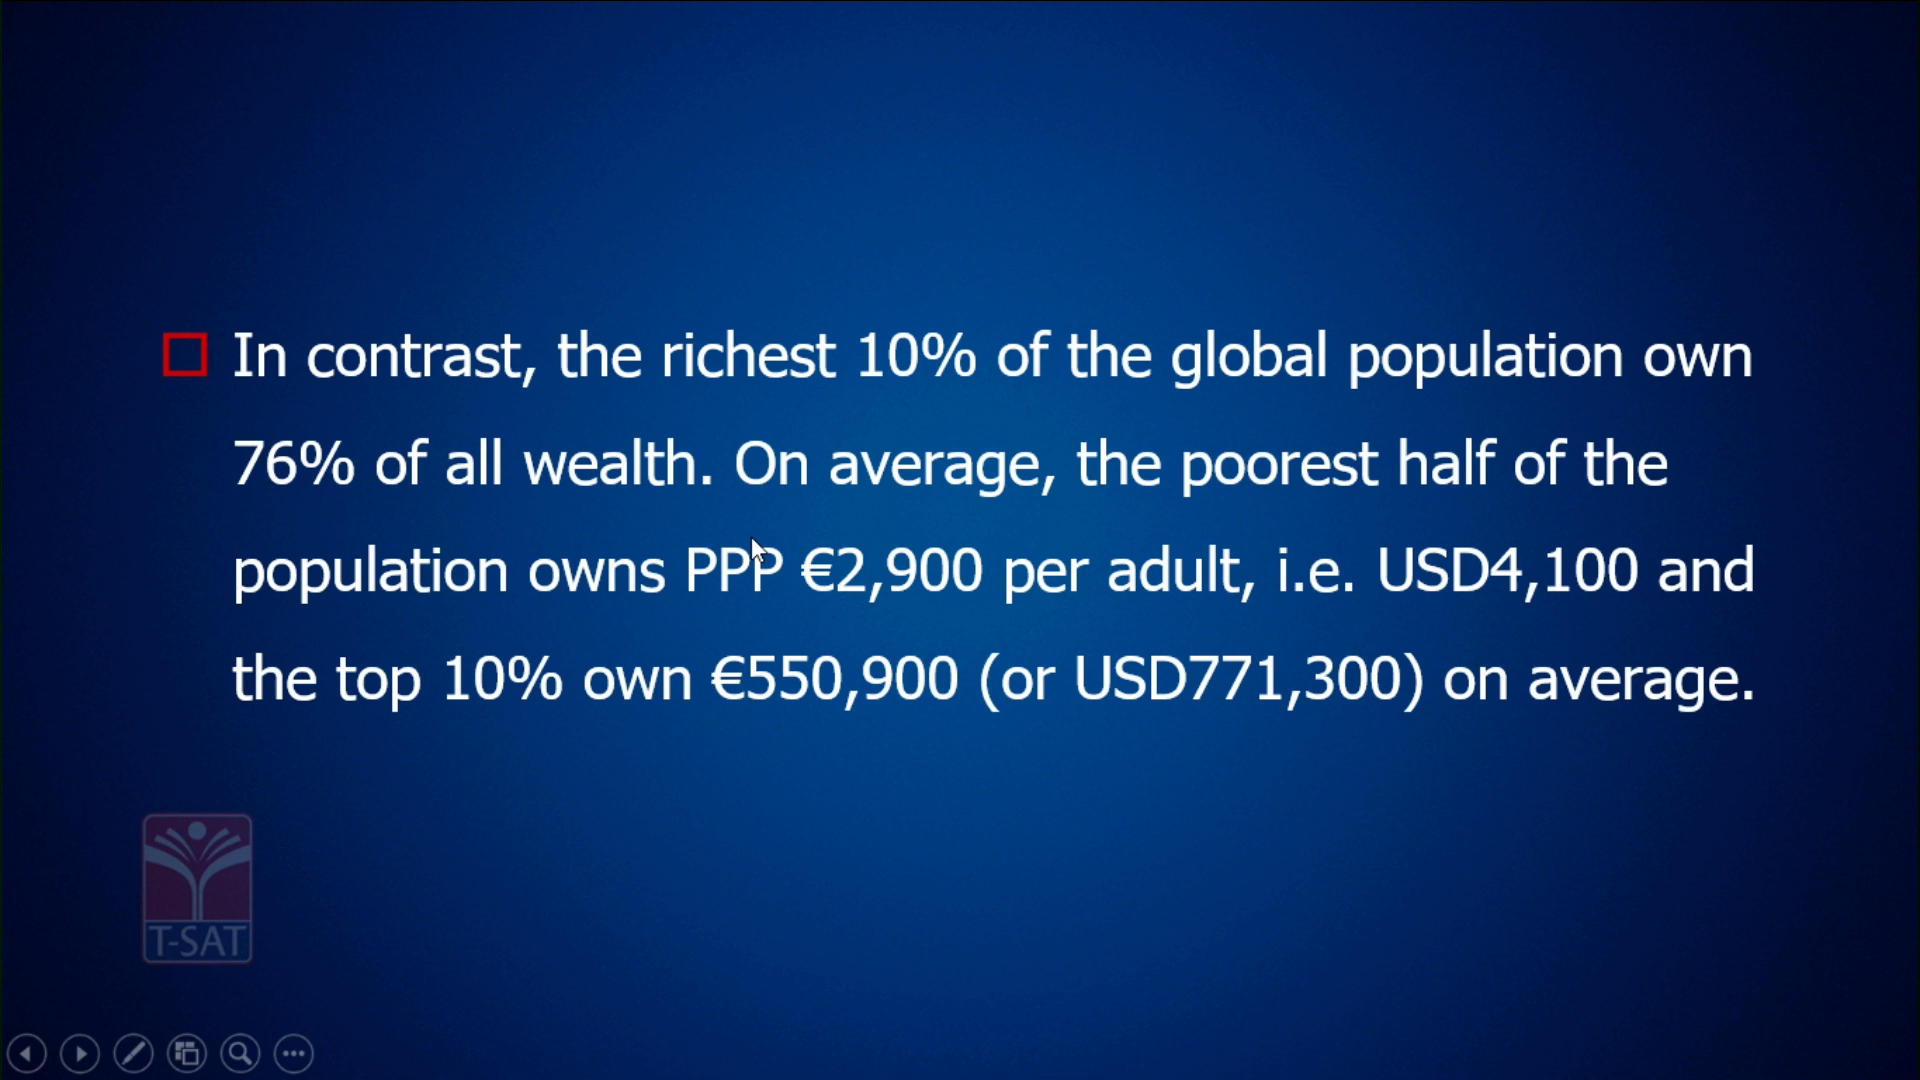 In contrast, the richest 10% of the global population own
76% of all wealth. On average, the poorest half of the
population owns PPP €2,900 per adult, i.e. USD4,100 and
the top 10% own €550,900 (or USD771,300) on average.
T-SAT